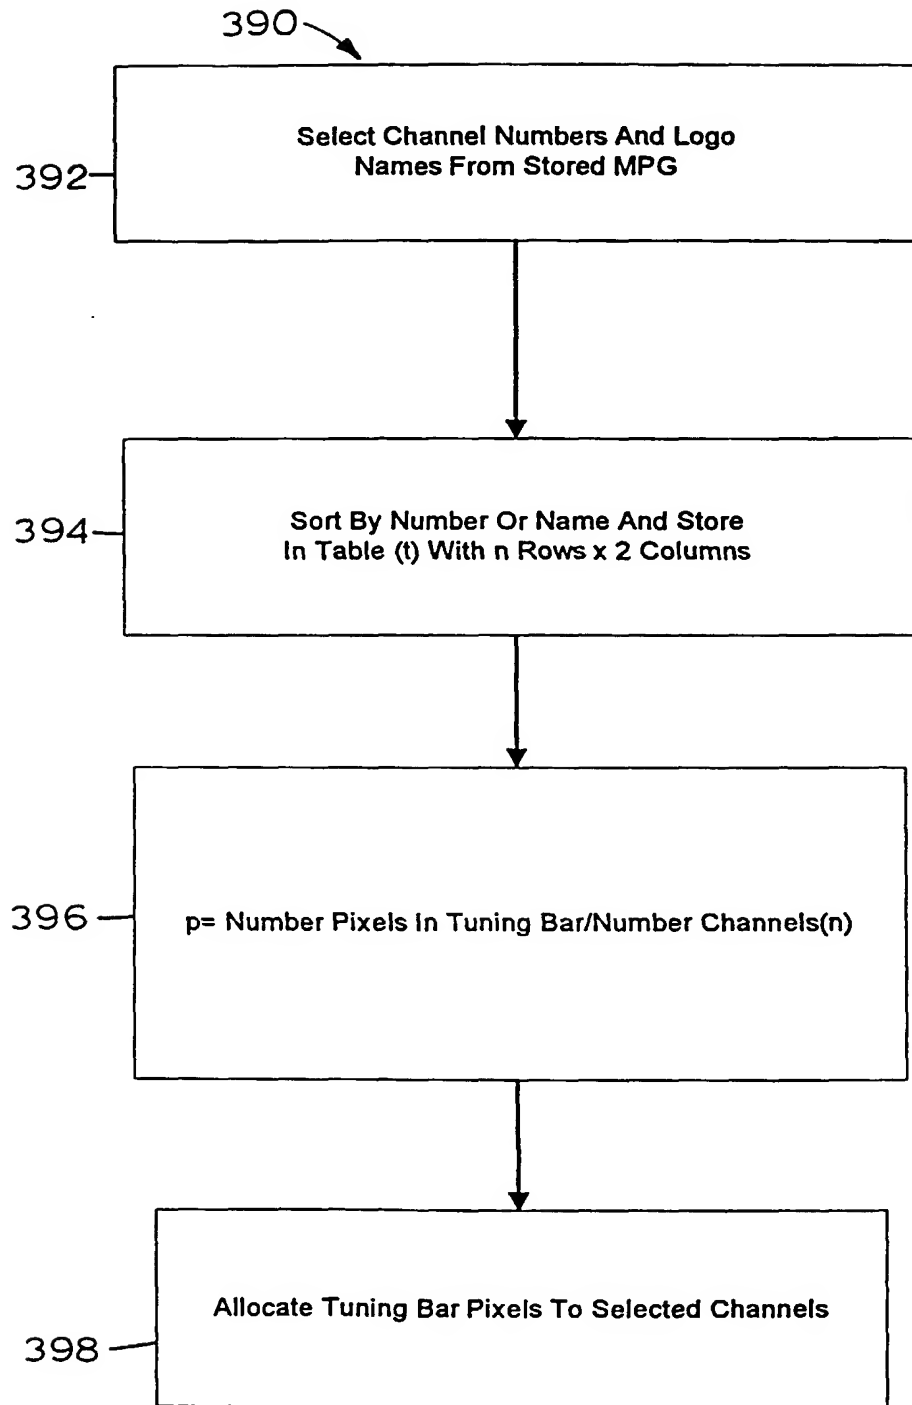 390
392
Select Channel Numbers And Logo
Names From Stored MPG
394
Sort By Number Or Name And Store
In Table (t) With n Rows x 2 Columns
396
p= Number Pixels In Tuning Bar/Number Channels(n)
398
Allocate Tuning Bar Pixels To Selected Channels